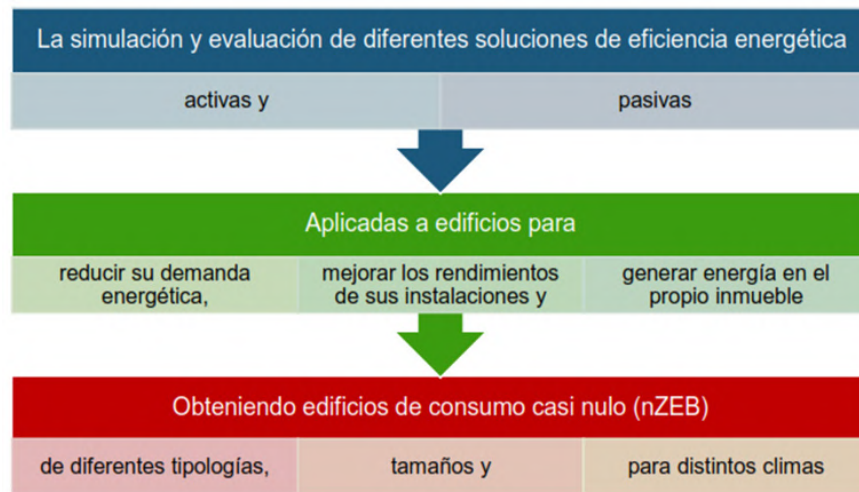 La simulación y evaluación de diferentes soluciones de eficiencia energética
activas y
pasivas
Aplicadas a edificios para
reducir su demanda
energética,
mejorar los rendimientos
de sus instalaciones y
generar energía en el
propio inmueble
Obteniendo edificios de consumo casi nulo (nZEB)
de diferentes tipologías,
tamaños y
para distintos climas